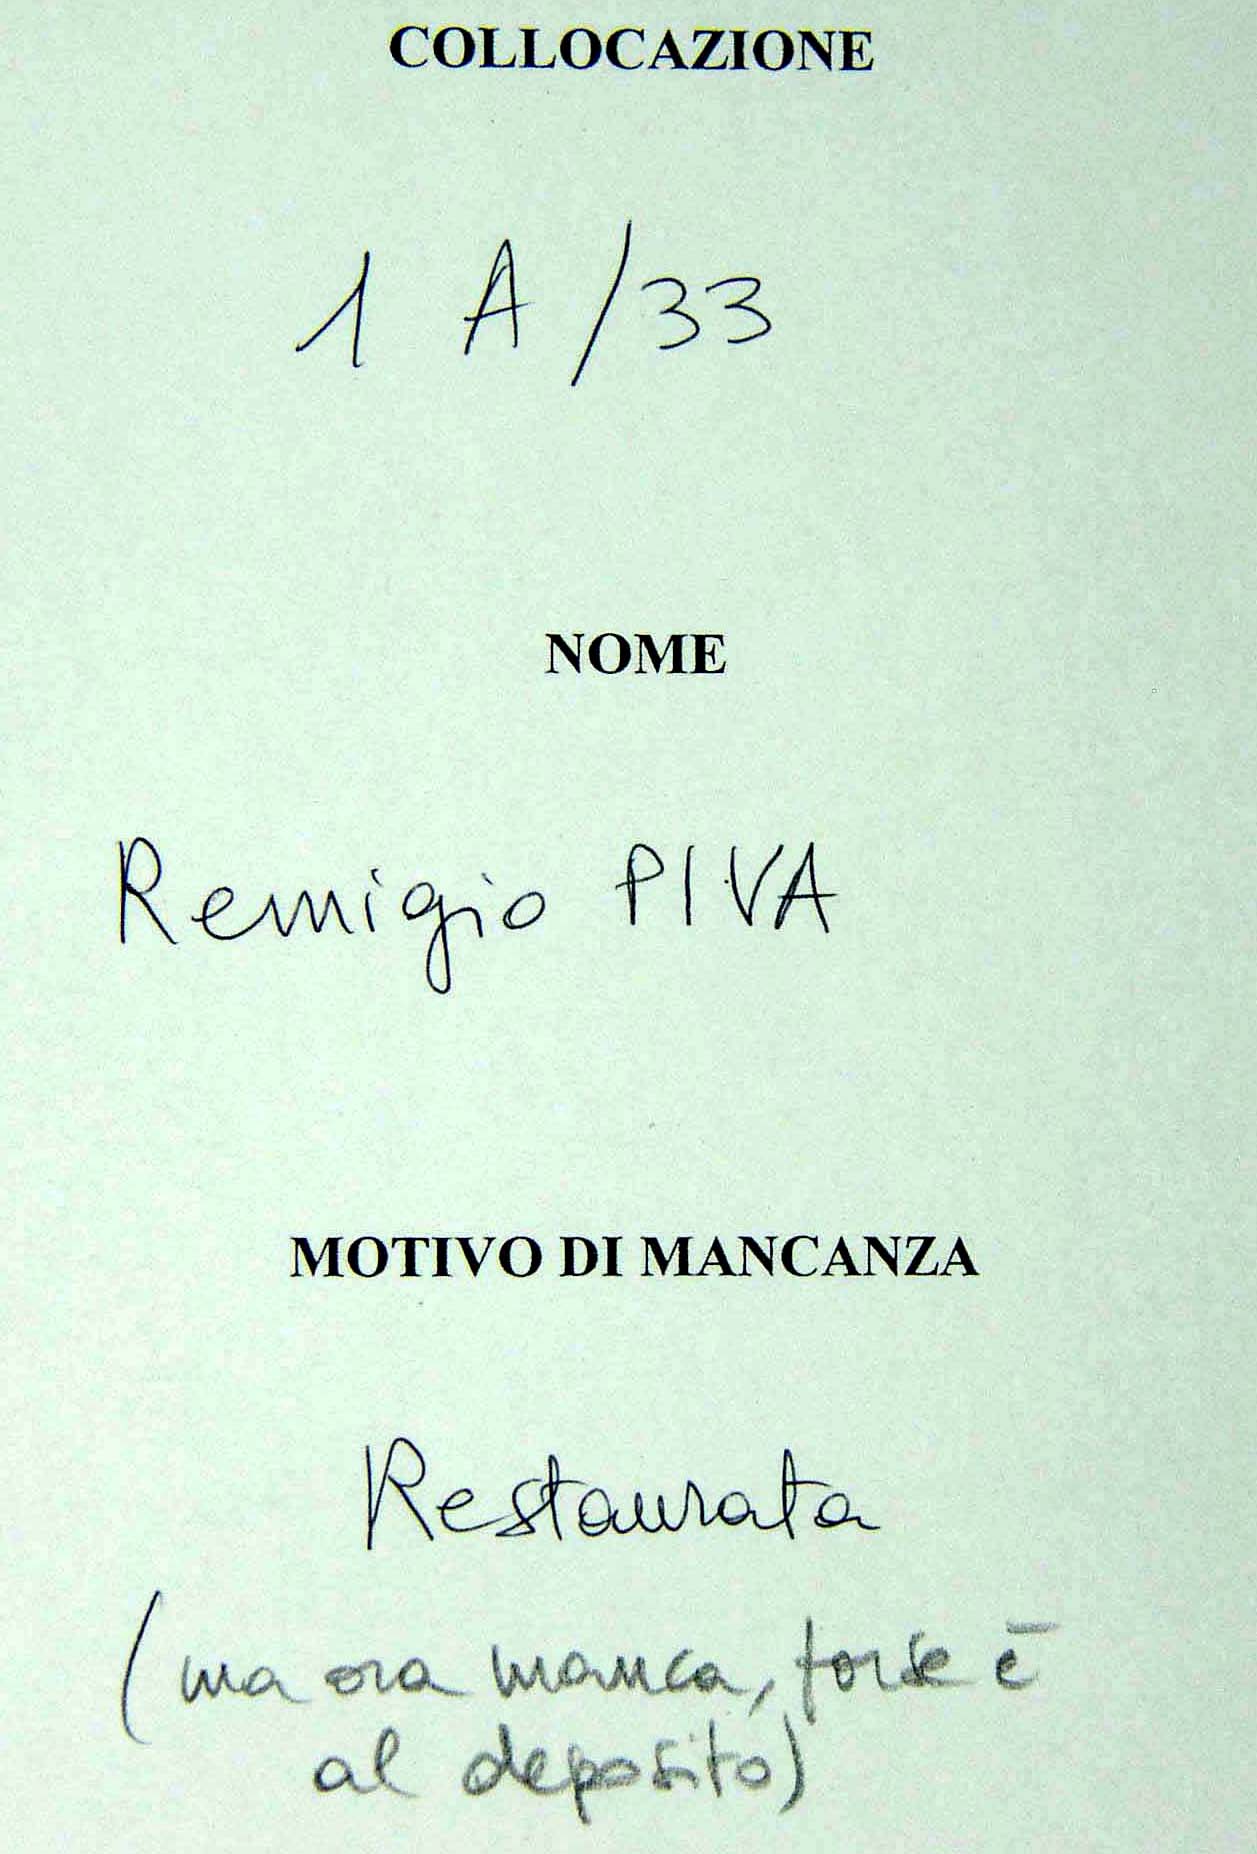 COLLOCAZIONE
1 A/33
NOME
Remigio PIVA
MOTIVO DI MANCANZA
Restaurata
(ma ora manca, forse è
al deposito)